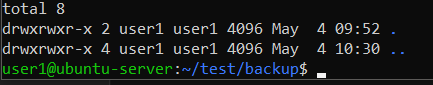 total 8
drwxrwxr-x 2 user1 user1 4096 May  4 09:52 .
drwxrwxr-x 4 user1 user1 4096 May  4 10:30 ..
user1@ubuntu-server:~/test/backup$